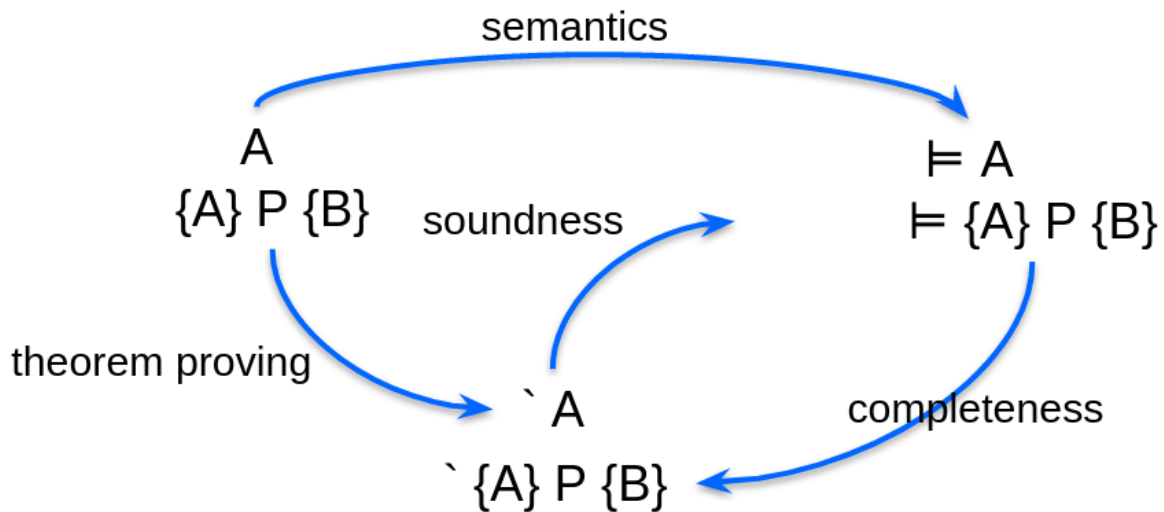 semantics
A
{A} P {B}
⊨ A
⊨ {A} P {B}
soundness
theorem proving
` A
` {A} P {B}
completeness